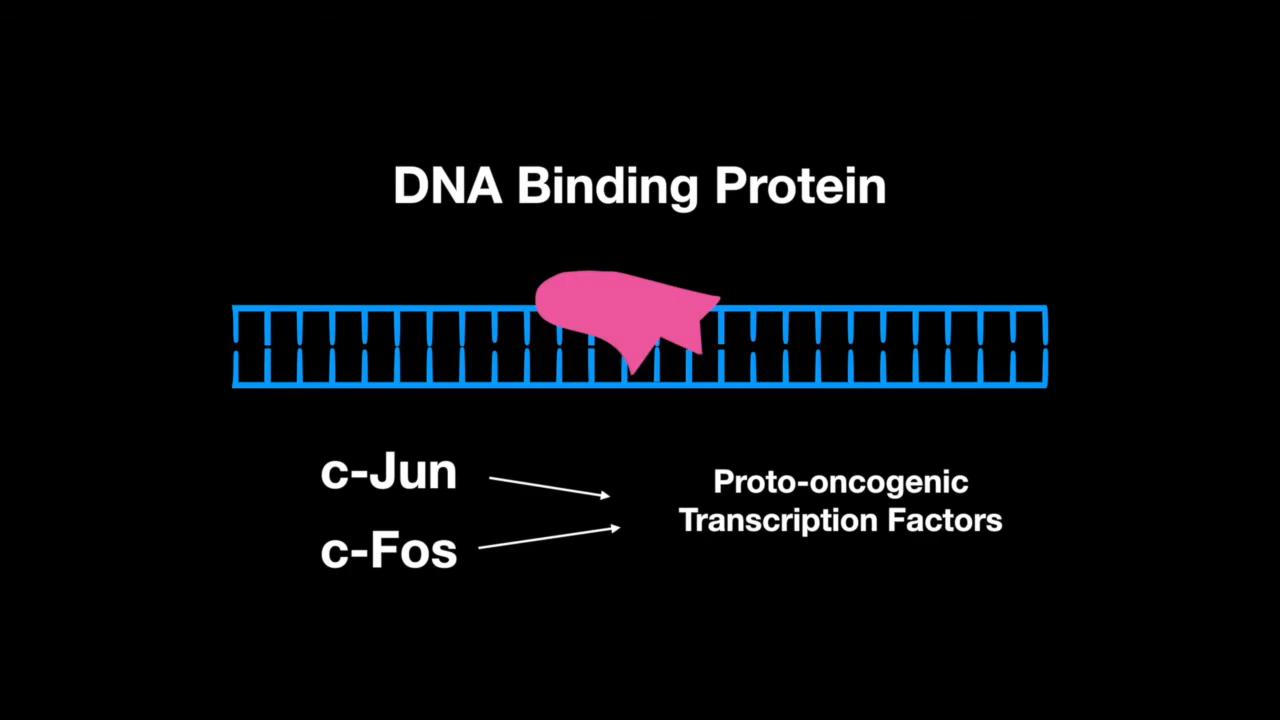 DNA Binding Protein
c-Jun
c-Fos
Proto-oncogenic
Transcription Factors